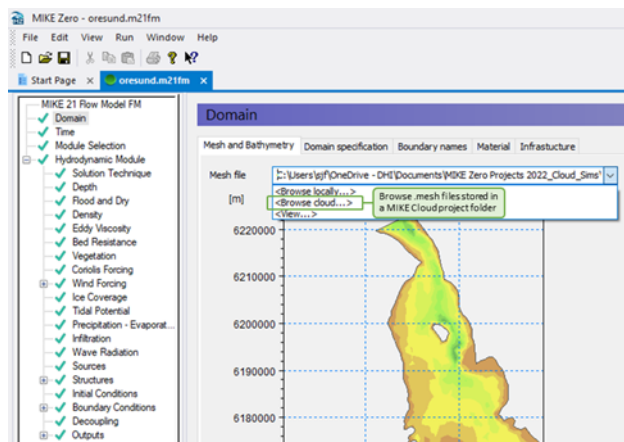 MIKE Zero - oresund.m21fm
File Edit View Run Window Help
Start Page × oresund.m21fm ×
MIKE 21 Flow Model FM
Domain
Time
Module Selection
Hydrodynamic Module
Solution Technique
Depth
Flood and Dry
Density
Eddy Viscosity
Bed Resistance
Vegetation
Coriolis Forcing
Wind Forcing
Ice Coverage
Tidal Potential
Precipitation - Evaporat...
Infiltration
Wave Radiation
Sources
Structures
Initial Conditions
Boundary Conditions
Decoupling
Outputs
Domain
Mesh and Bathymetry Domain specification Boundary names Material Infrastucture
Mesh file C:\Users\sjf\OneDrive - DHI\Documents\MIKE Zero Projects 2022_Cloud_Sims\
<Browse locally...>
<Browse cloud...>
<View...>
Browse .mesh files stored in
a MIKE Cloud project folder
[m]
6220000
6210000
6200000
6190000
6180000